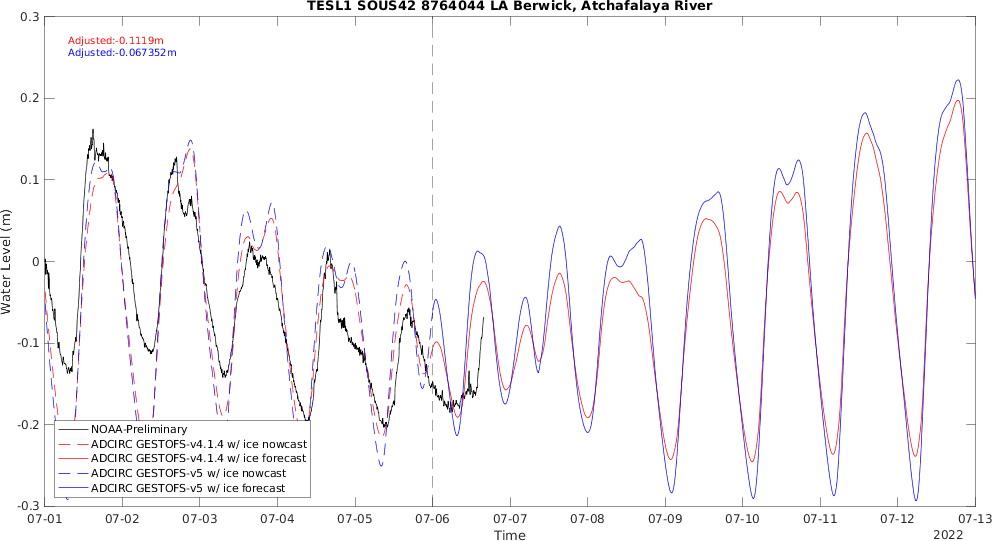 TESL1 SOUS42 8764044 LA Berwick, Atchafalaya River
Adjusted:-0.1119m
Adjusted:-0.067352m
0.3
0.2
0.1
0
-0.1
-0.2
-0.3
Water Level (m)
NOAA-Preliminary
ADCIRC GESTOFS-v4.1.4 w/ ice nowcast
ADCIRC GESTOFS-v4.1.4 w/ ice forecast
ADCIRC GESTOFS-v5 w/ ice nowcast
ADCIRC GESTOFS-v5 w/ ice forecast
07-01 07-02 07-03 07-04 07-05 07-06 07-07 07-08 07-09 07-10 07-11 07-12 07-13
Time
2022